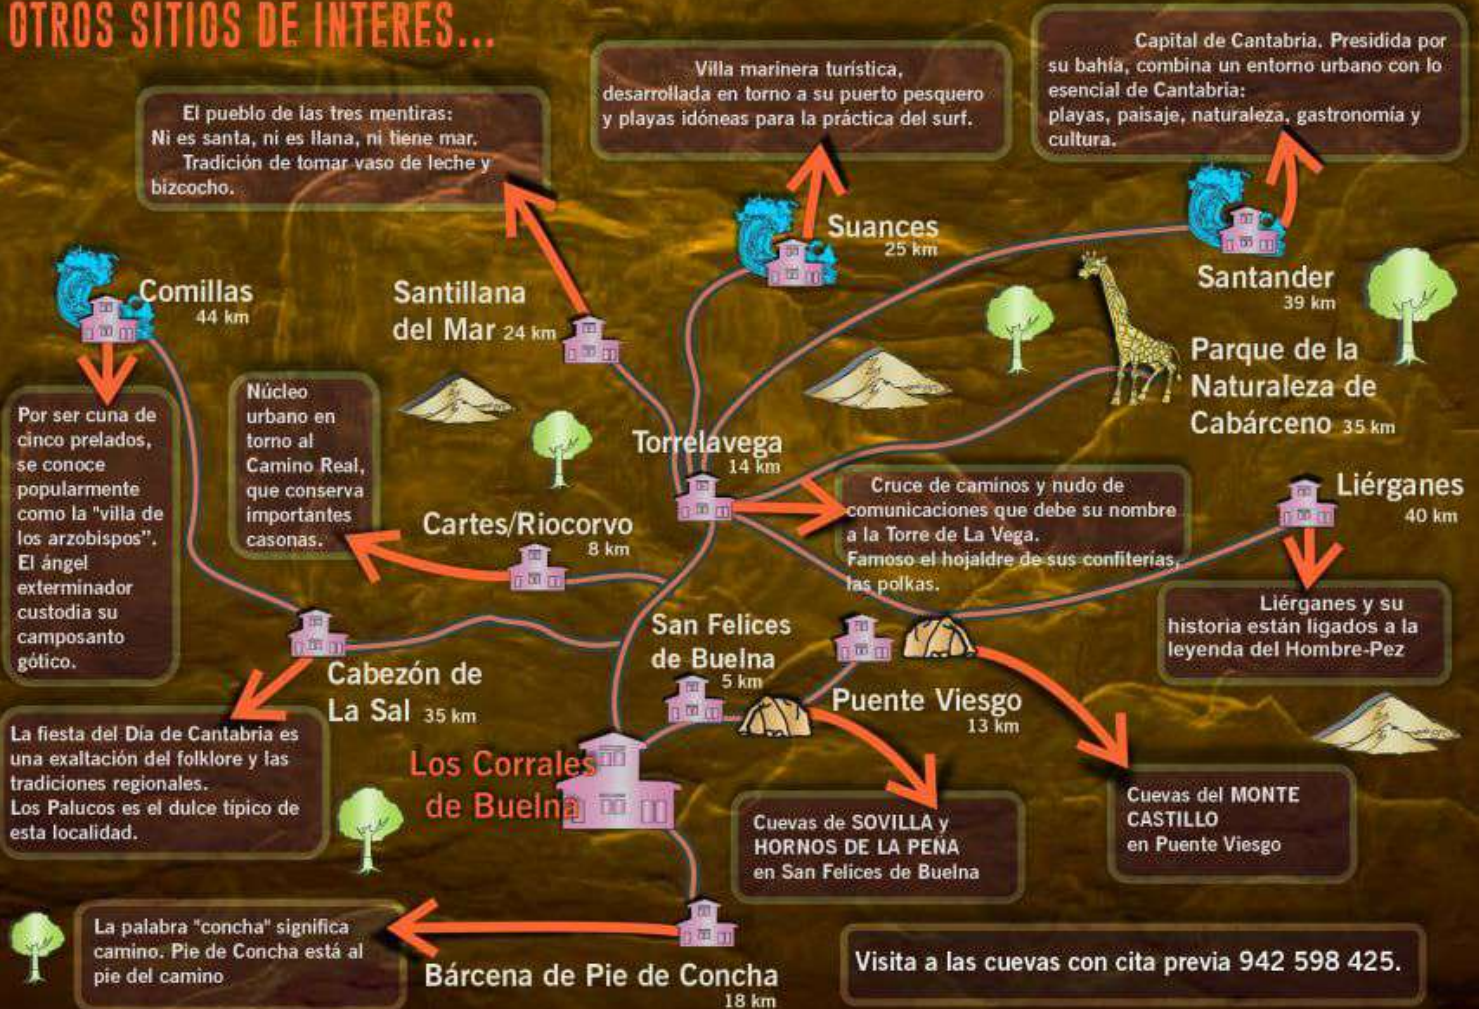 OTROS SITIOS DE INTERES...
El pueblo de las tres mentiras:
Ni es santa, ni es llana, ni tiene mar.
Tradición de tomar vaso de leche y
bizcocho.
Villa marinera turística,
desarrollada en torno a su puerto pesquero
y playas idóneas para la práctica del surf.
Capital de Cantabria. Presidida por
su bahía, combina un entorno urbano con lo
esencial de Cantabria:
playas, paisaje, naturaleza, gastronomía y
cultura.
Comillas
44 km
Santillana
del Mar 24 km
Suances
25 km
Santander
39 km
Parque de la
Naturaleza de
Cabárceno 35 km
Por ser cuna de
cinco prelados,
se conoce
popularmente
como la "villa de
los arzobispos".
El ángel
exterminador
custodia su
camposanto
gótico.
Núcleo
urbano en
torno al
Camino Real,
que conserva
importantes
casonas.
Torrelavega
14 km
Cruce de caminos y nudo de
comunicaciones que debe su nombre
a la Torre de La Vega.
Famoso el hojaldre de sus confiterías,
las polkas.
Liérganes
40 km
Cartes/Riocorvo
8 km
Liérganes y su
historia están ligados a la
leyenda del Hombre-Pez
San Felices
de Buelna
5 km
Cabezón de
La Sal 35 km
Puente Viesgo
13 km
La fiesta del Día de Cantabria es
una exaltación del folklore y las
tradiciones regionales.
Los Palucos es el dulce típico de
esta localidad.
Los Corrales
de Buelna
Cuevas de SOVILLA y
HORNOS DE LA PEÑA
en San Felices de Buelna
Cuevas del MONTE
CASTILLO
en Puente Viesgo
La palabra "concha" significa
camino. Pie de Concha está al
pie del camino
Bárcena de Pie de Concha
18 km
Visita a las cuevas con cita previa 942 598 425.